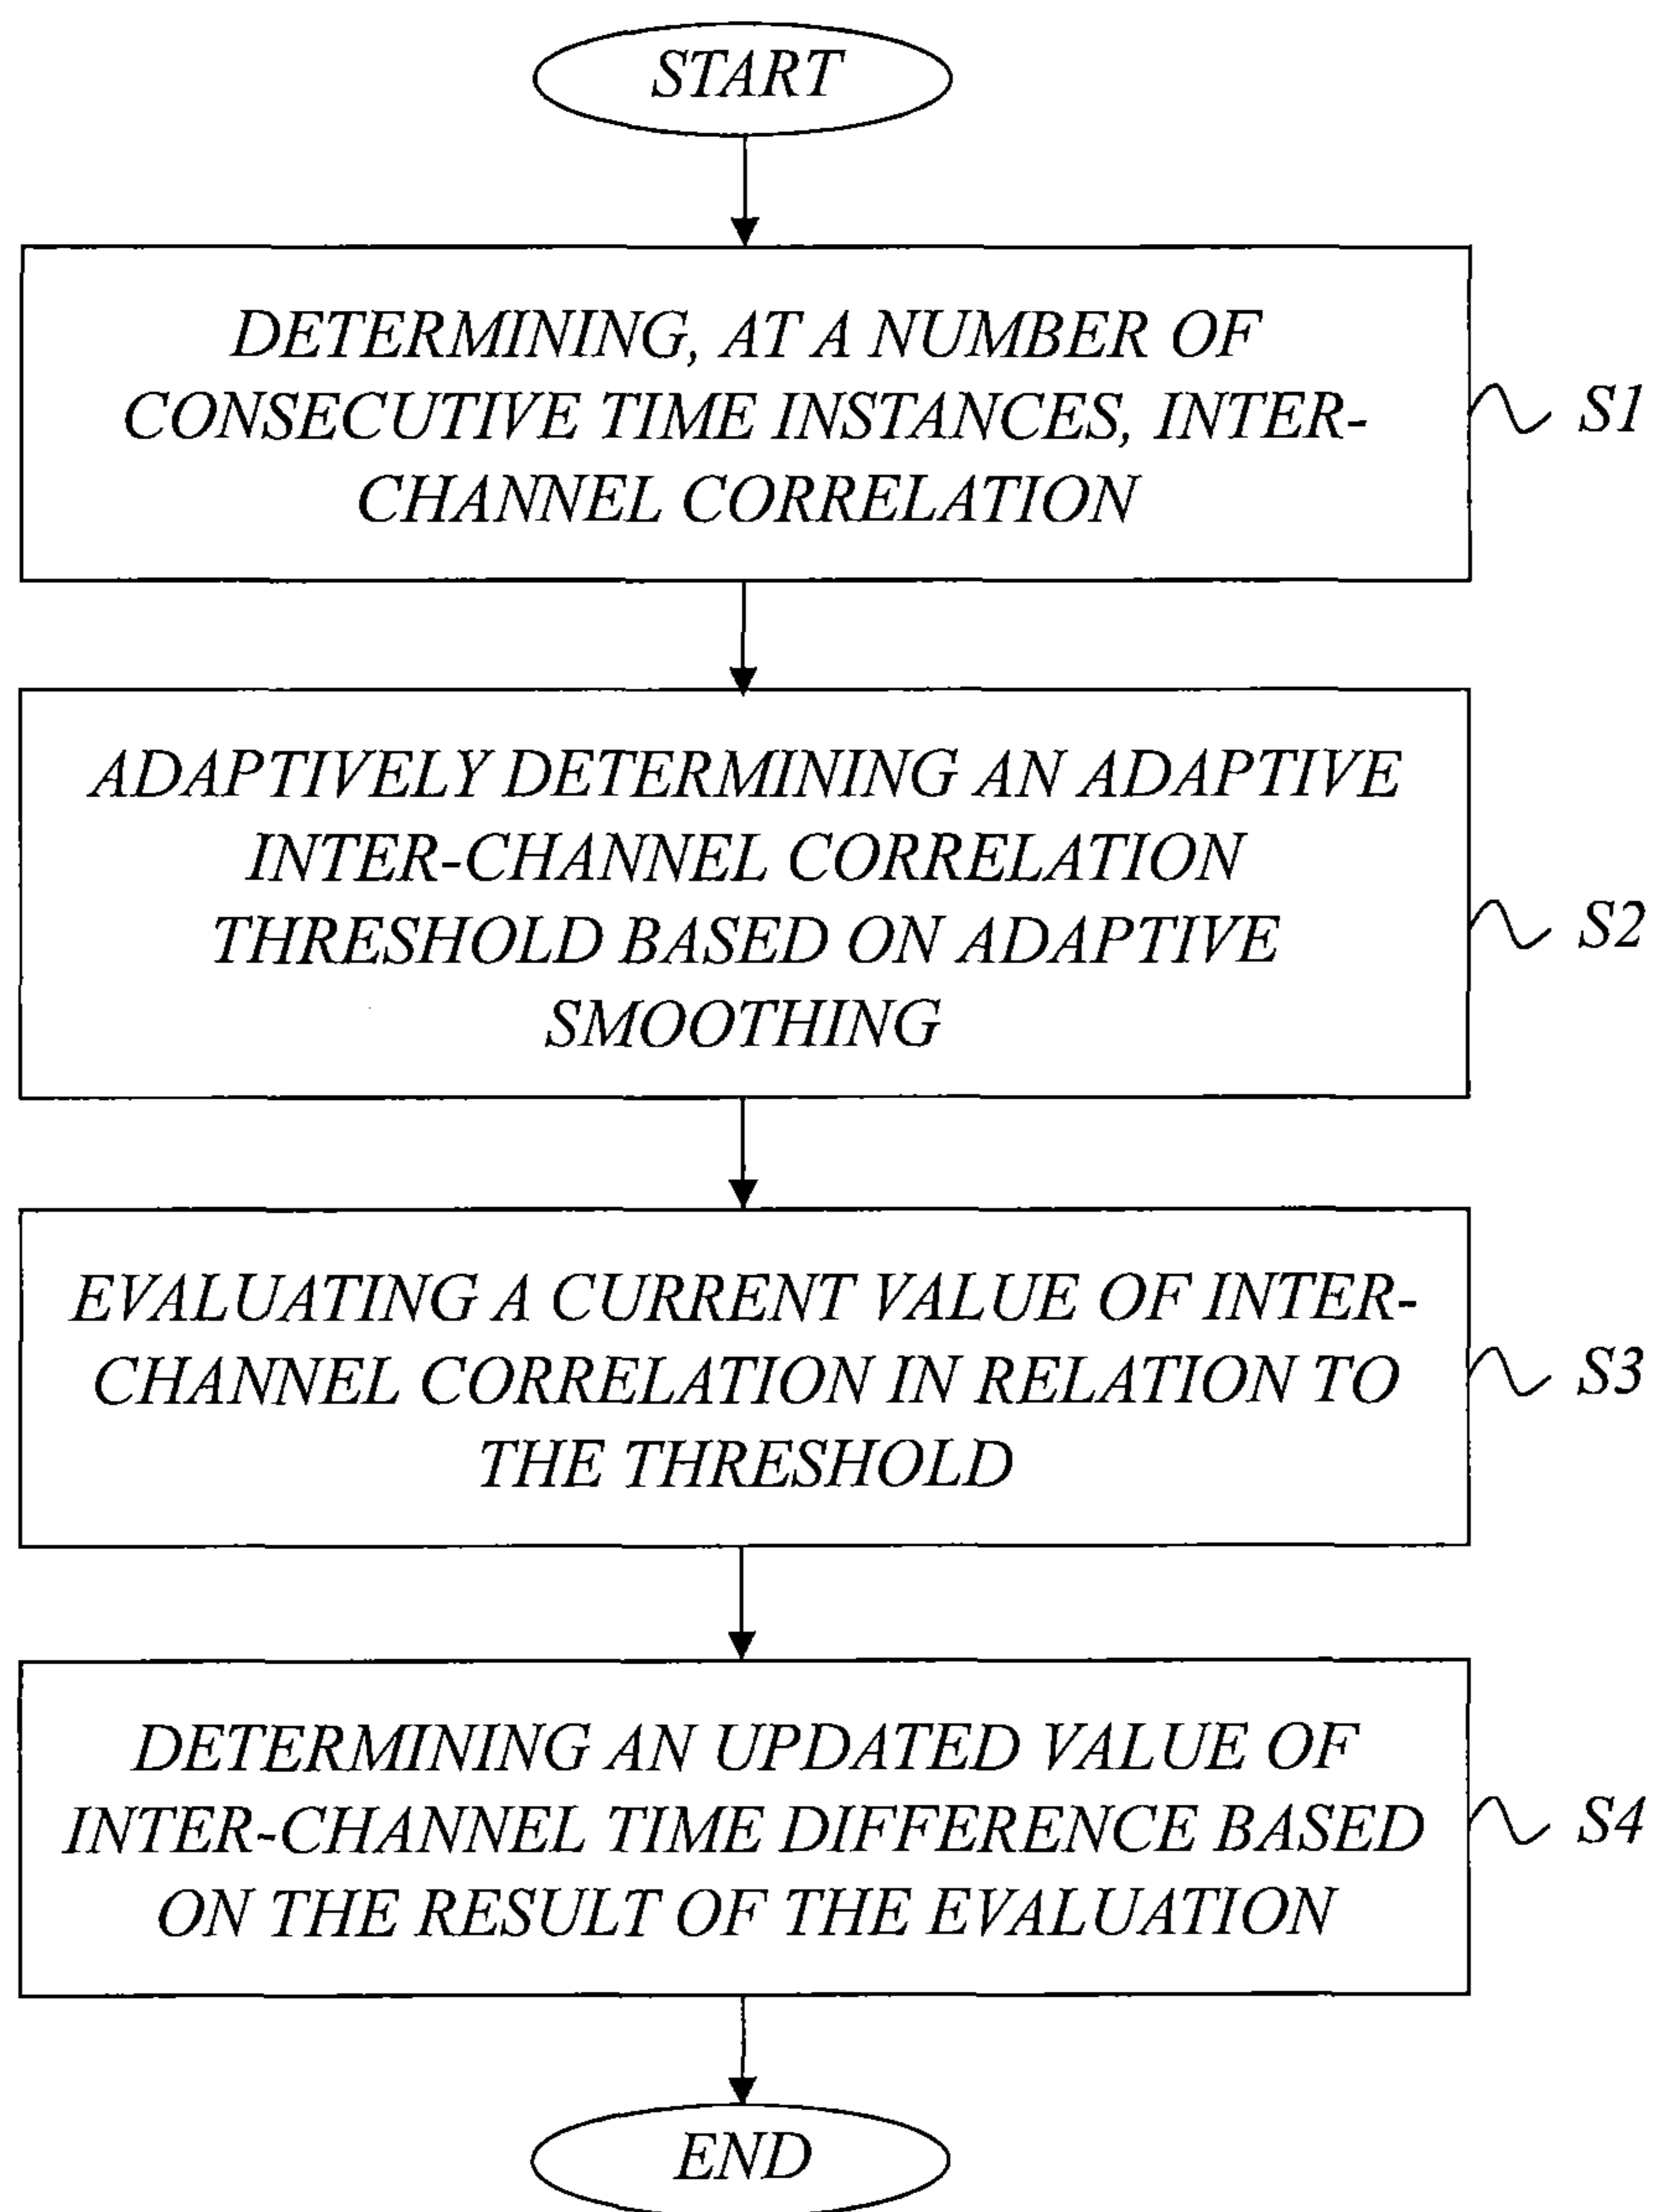 START
DETERMINING, AT A NUMBER OF
CONSECUTIVE TIME INSTANCES, INTER-
CHANNEL CORRELATION
S1
ADAPTIVELY DETERMINING AN ADAPTIVE
INTER-CHANNEL CORRELATION
THRESHOLD BASED ON ADAPTIVE
SMOOTHING
S2
EVALUATING A CURRENT VALUE OF INTER-
CHANNEL CORRELATION IN RELATION TO
THE THRESHOLD
S3
DETERMINING AN UPDATED VALUE OF
INTER-CHANNEL TIME DIFFERENCE BASED
ON THE RESULT OF THE EVALUATION
S4
END